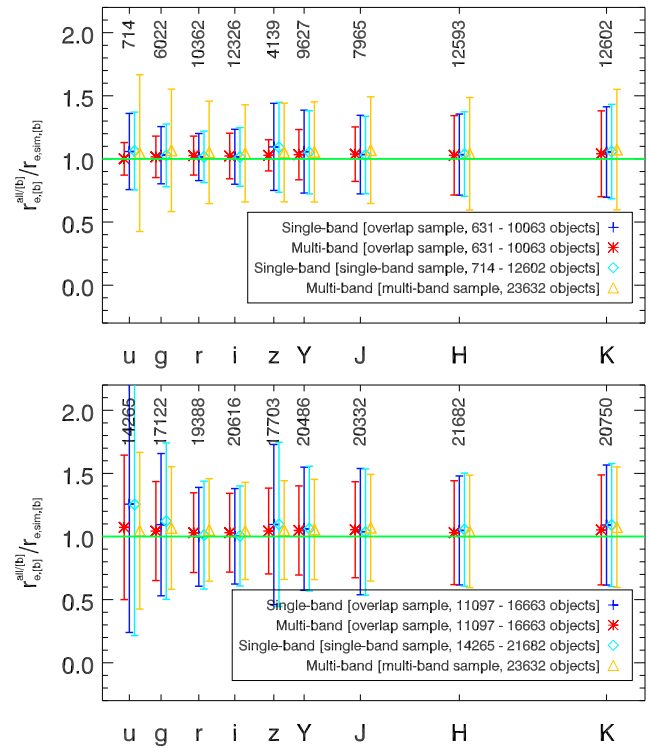 714 6022 10362 12326 4139 9627 7965 12593 12602
2.0
1.5
1.0
0.5
0.0
r_{e,[b]}^{all/[b]}/r_{e,sim,[b]}
Single-band [overlap sample, 631 - 10063 objects]
Multi-band [overlap sample, 631 - 10063 objects]
Single-band [single-band sample, 714 - 12602 objects]
Multi-band [multi-band sample, 23632 objects]
u g r i z Y J H K
14265 17122 19388 20616 17703 20486 20332 21682 20750
2.0
1.5
1.0
0.5
0.0
r_{e,[b]}^{all/[b]}/r_{e,sim,[b]}
Single-band [overlap sample, 11097 - 16663 objects]
Multi-band [overlap sample, 11097 - 16663 objects]
Single-band [single-band sample, 14265 - 21682 objects]
Multi-band [multi-band sample, 23632 objects]
u g r i z Y J H K